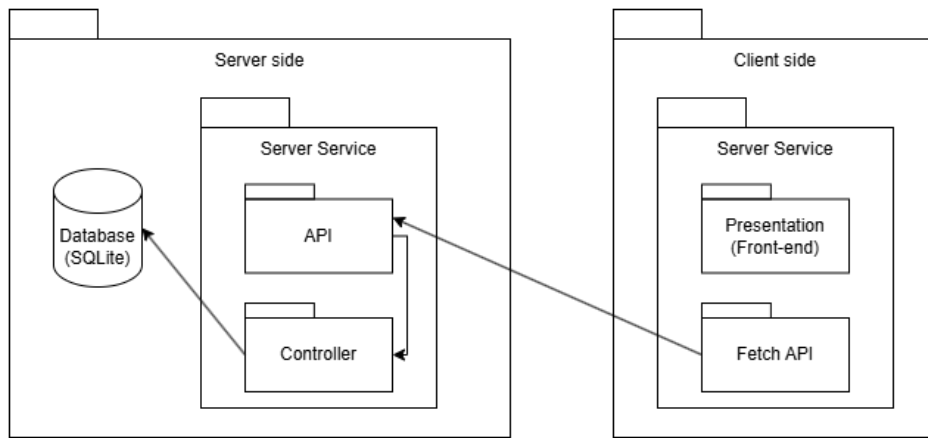 Server side
Server Service
API
Database
(SQLite)
Controller
Client side
Server Service
Presentation
(Front-end)
Fetch API